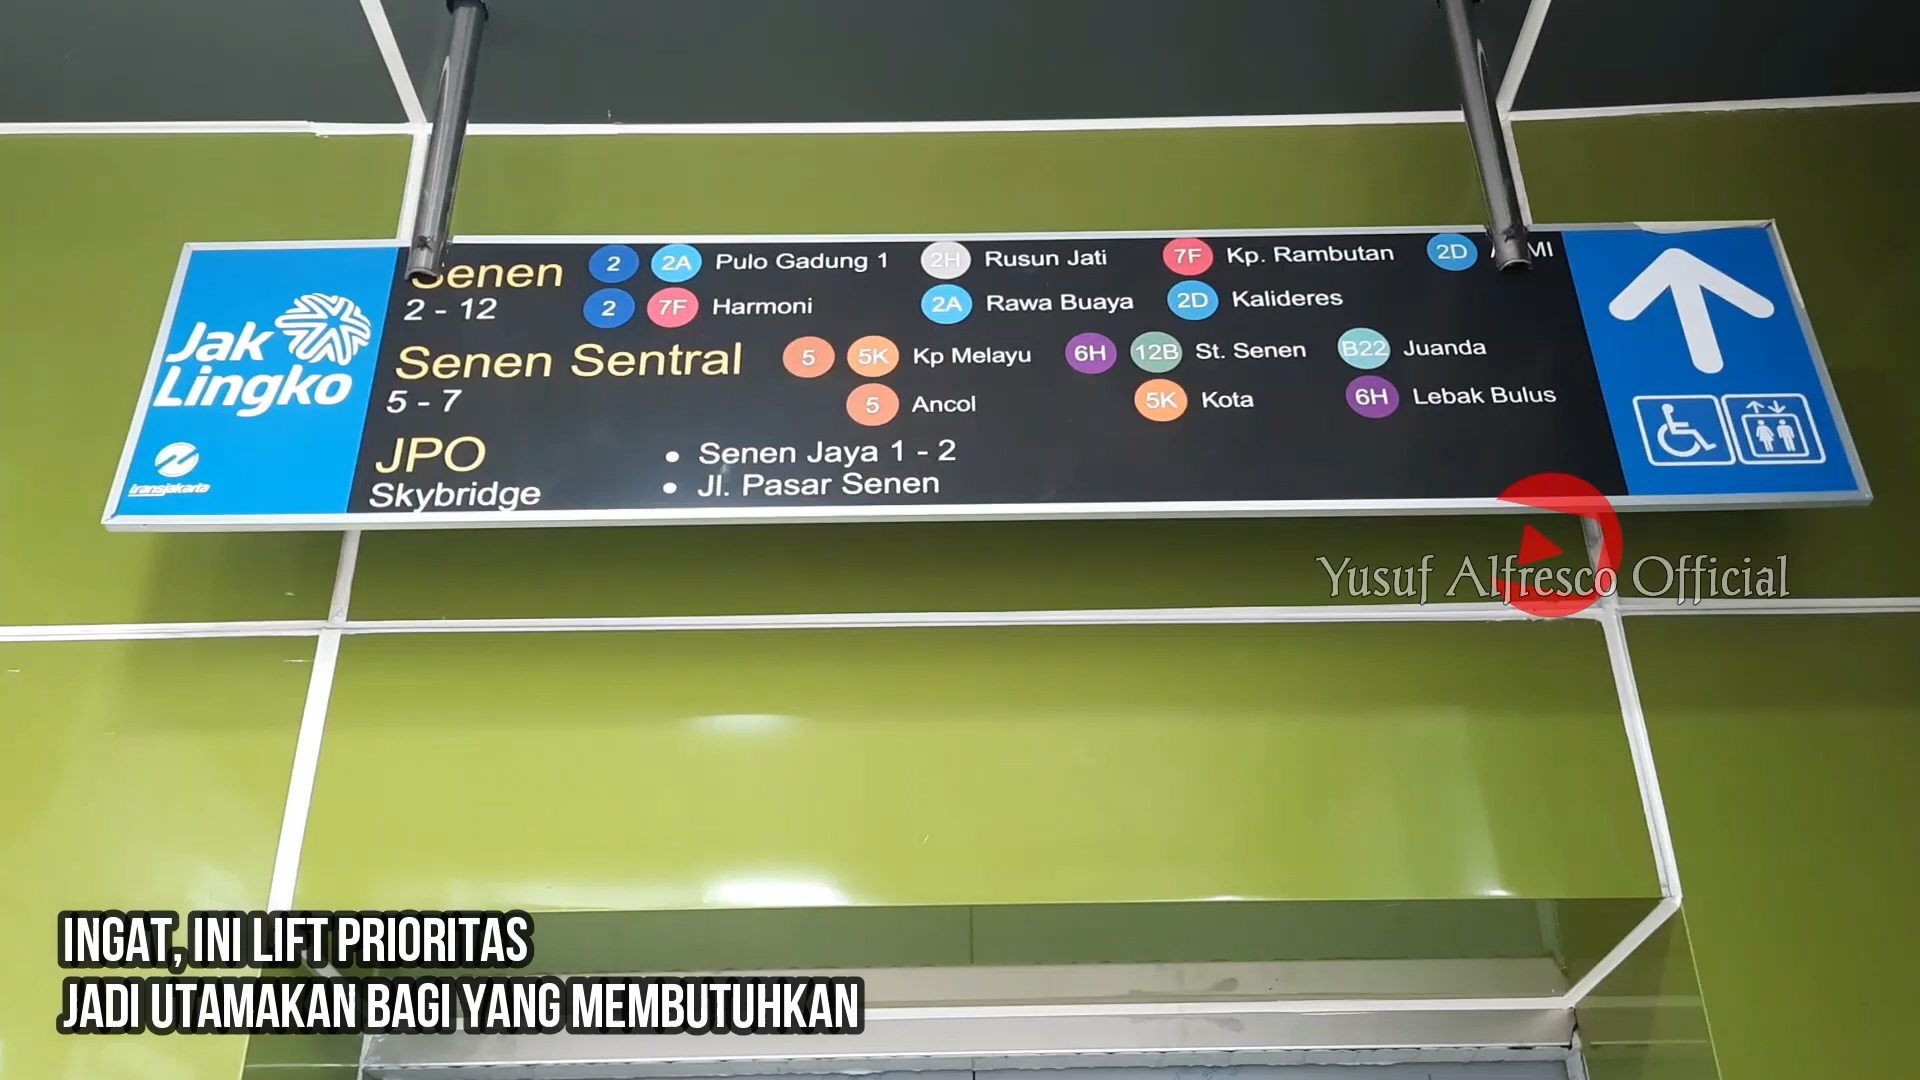 Jak
Lingko
transjakarta
Senen 2 2A Pulo Gadung 1 2H Rusun Jati 7F Kp. Rambutan 2D
2 - 12 2 7F Harmoni 2A Rawa Buaya 2D Kalideres
Senen Sentral 5 5K Kp Melayu 6H 12B St. Senen B22 Juanda
5 - 7 5 Ancol 5K Kota 6H Lebak Bulus
JPO • Senen Jaya 1 - 2
Skybridge • Jl. Pasar Senen
Yusuf Alfresco Official
INGAT, INI LIFT PRIORITAS
JADI UTAMAKAN BAGI YANG MEMBUTUHKAN